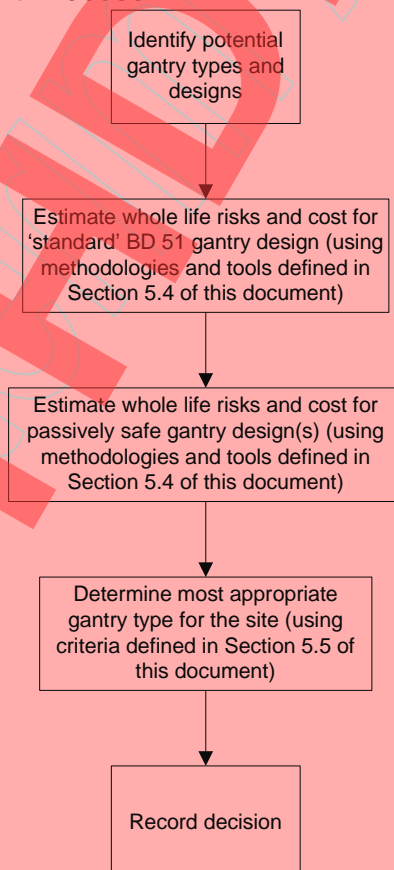 Identify potential
gantry types and
designs
Estimate whole life risks and cost for
‘standard’ BD 51 gantry design (using
methodologies and tools defined in
Section 5.4 of this document)
Estimate whole life risks and cost for
passively safe gantry design(s) (using
methodologies and tools defined in
Section 5.4 of this document)
Determine most appropriate
gantry type for the site (using
criteria defined in Section 5.5 of
this document)
Record decision